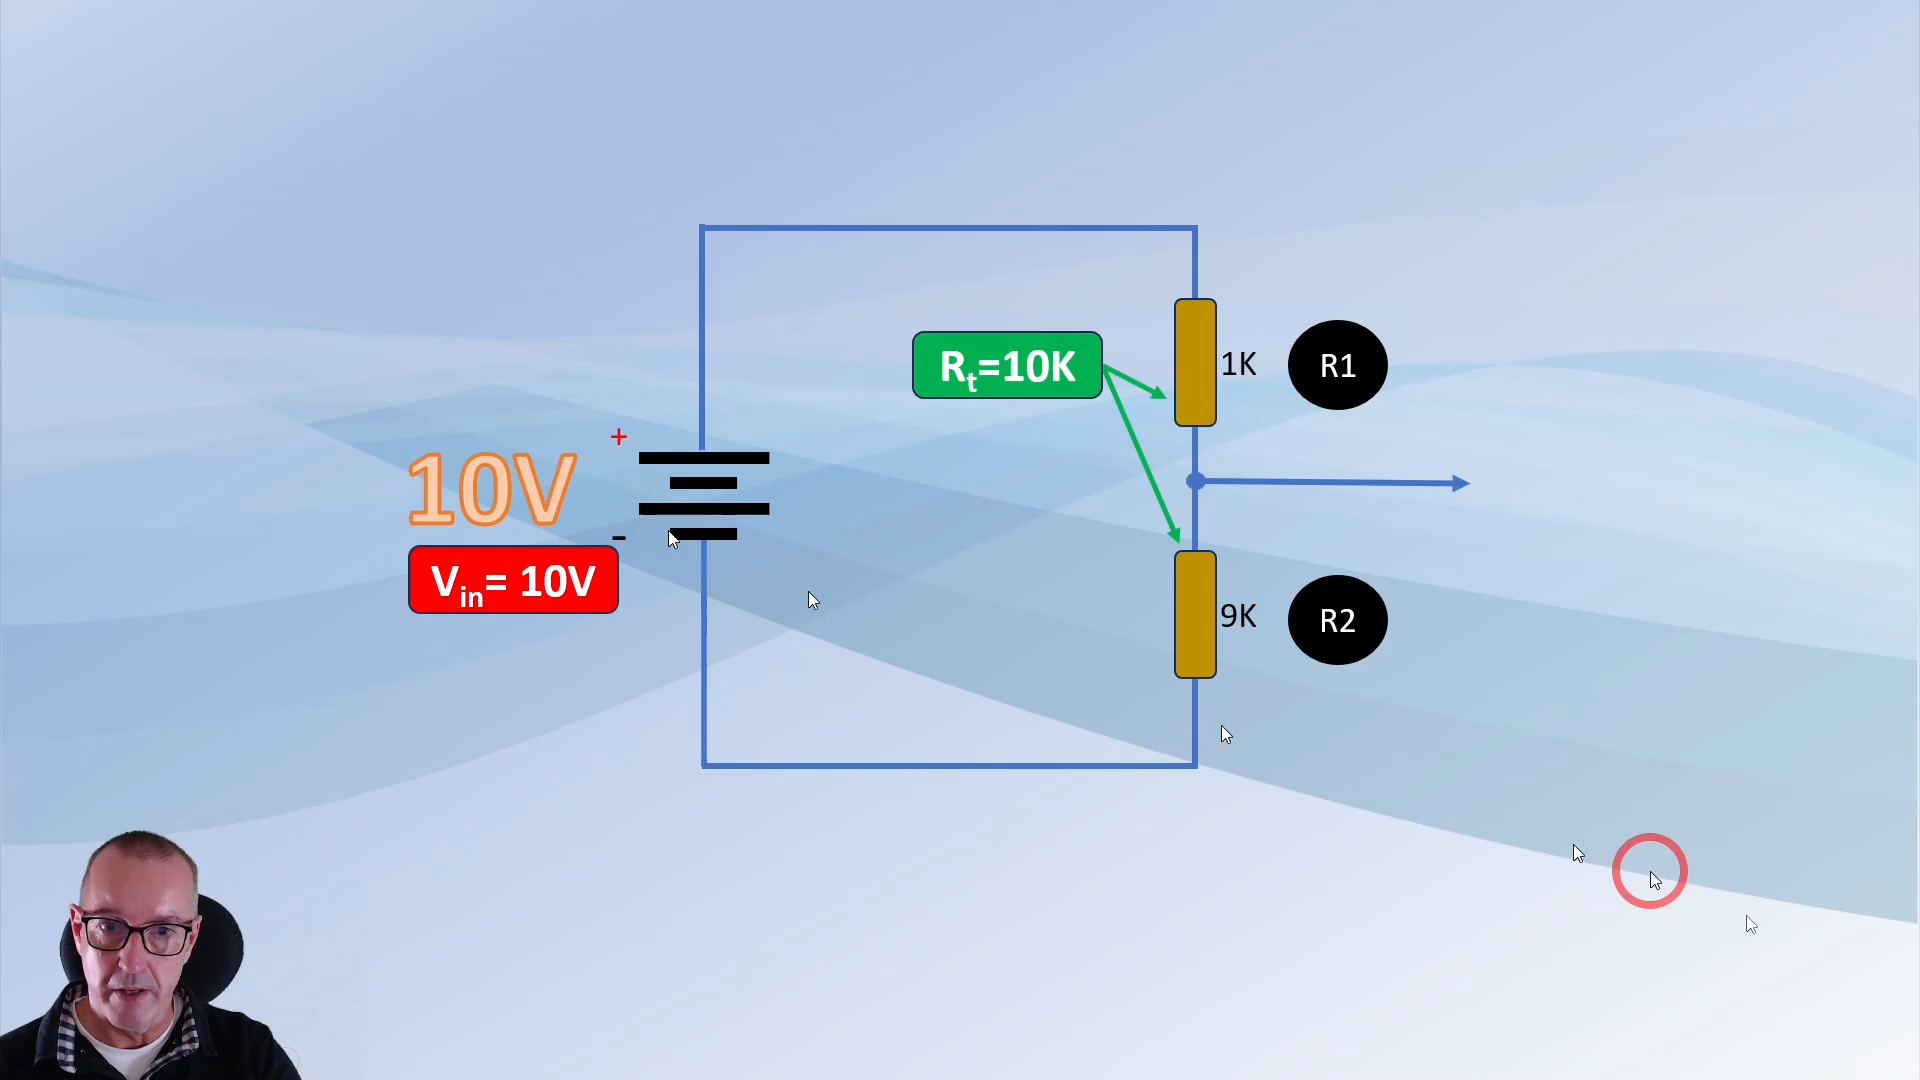 R1
1K
Rt=10K
+
10V
-
Vin= 10V
9K
R2